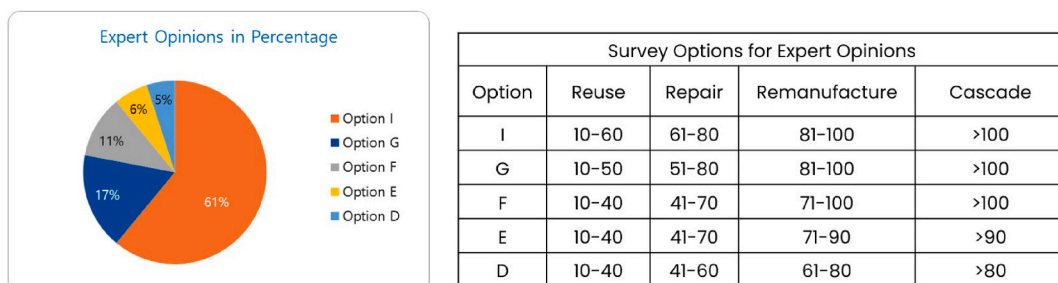 Expert Opinions in Percentage
5%
6%
11%
17%
61%
Option I
Option G
Option F
Option E
Option D
Survey Options for Expert Opinions
Option Reuse Repair Remanufacture Cascade
I 10-60 61-80 81-100 >100
G 10-50 51-80 81-100 >100
F 10-40 41-70 71-100 >100
E 10-40 41-70 71-90 >90
D 10-40 41-60 61-80 >80